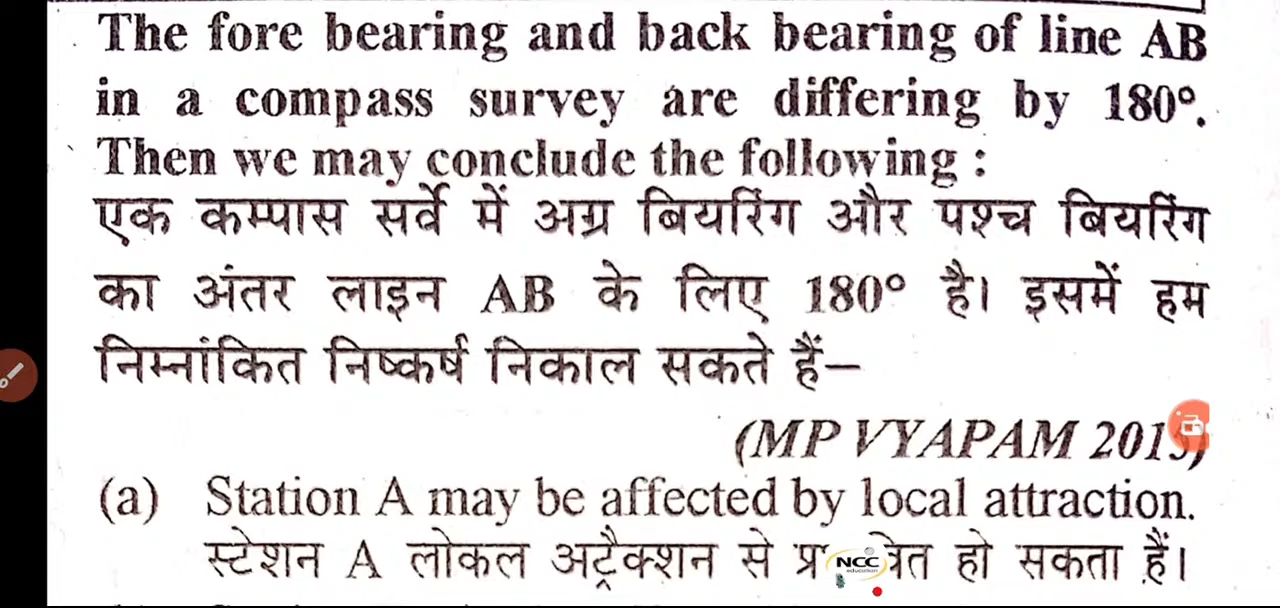 The fore bearing and back bearing of line AB
in a compass survey are differing by 180°.
Then we may conclude the following :
एक कम्पास सर्वे में अग्र बियरिंग और पश्च बियरिंग
का अंतर लाइन AB के लिए 180° है। इसमें हम
निम्नांकित निष्कर्ष निकाल सकते हैं–
(MP VYAPAM
(a) Station A may be affected by local attraction.
स्टेशन A लोकल अट्रैक्शन से हो सकता हैं।
NCC
education